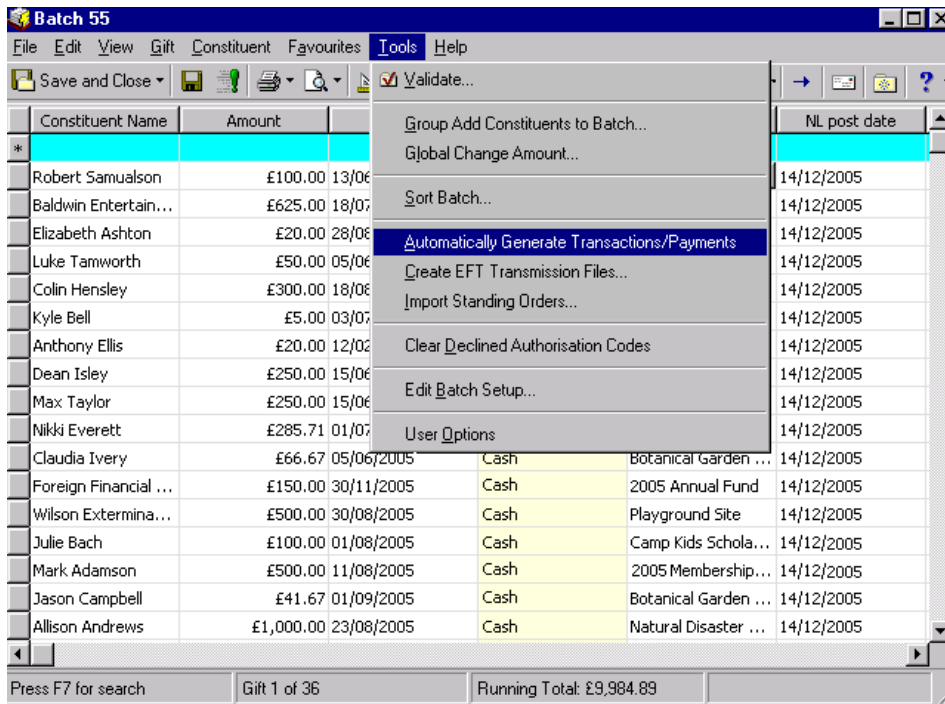 Batch 55
File Edit View Gift Constituent Favourites Tools Help
Save and Close
Validate...
Group Add Constituents to Batch...
Global Change Amount...
Sort Batch...
Automatically Generate Transactions/Payments
Create EFT Transmission Files...
Import Standing Orders...
Clear Declined Authorisation Codes
Edit Batch Setup...
User Options
Constituent Name Amount NL post date
*
Robert Samualson £100.00 13/06 14/12/2005
Baldwin Entertain... £625.00 18/07 14/12/2005
Elizabeth Ashton £20.00 28/08 14/12/2005
Luke Tamworth £50.00 05/06 14/12/2005
Colin Hensley £300.00 18/08 14/12/2005
Kyle Bell £5.00 03/07 14/12/2005
Anthony Ellis £20.00 12/02 14/12/2005
Dean Isley £250.00 15/06 14/12/2005
Max Taylor £250.00 15/06 14/12/2005
Nikki Everett £285.71 01/07 14/12/2005
Claudia Ivery £66.67 05/06/2005 Cash Botanical Garden ... 14/12/2005
Foreign Financial ... £150.00 30/11/2005 Cash 2005 Annual Fund 14/12/2005
Wilson Extermina... £500.00 30/08/2005 Cash Playground Site 14/12/2005
Julie Bach £100.00 01/08/2005 Cash Camp Kids Schola... 14/12/2005
Mark Adamson £500.00 11/08/2005 Cash 2005 Membership... 14/12/2005
Jason Campbell £41.67 01/09/2005 Cash Botanical Garden ... 14/12/2005
Allison Andrews £1,000.00 23/08/2005 Cash Natural Disaster ... 14/12/2005
Press F7 for search Gift 1 of 36 Running Total: £9,984.89